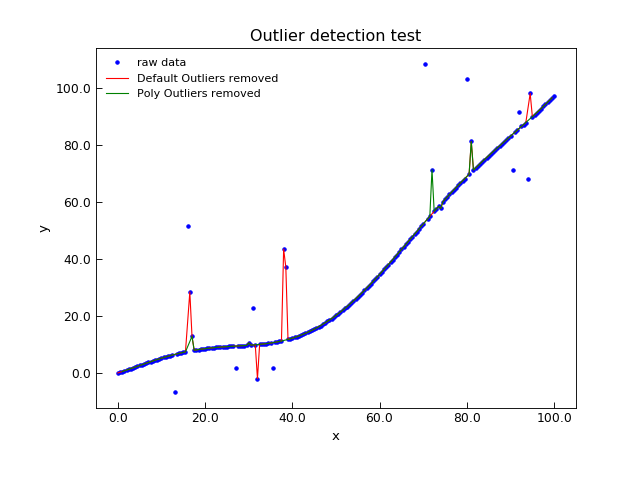 Outlier detection test
raw data
Default Outliers removed
Poly Outliers removed
100.0
80.0
60.0
40.0
20.0
0.0
y
0.0 20.0 40.0 60.0 80.0 100.0
x